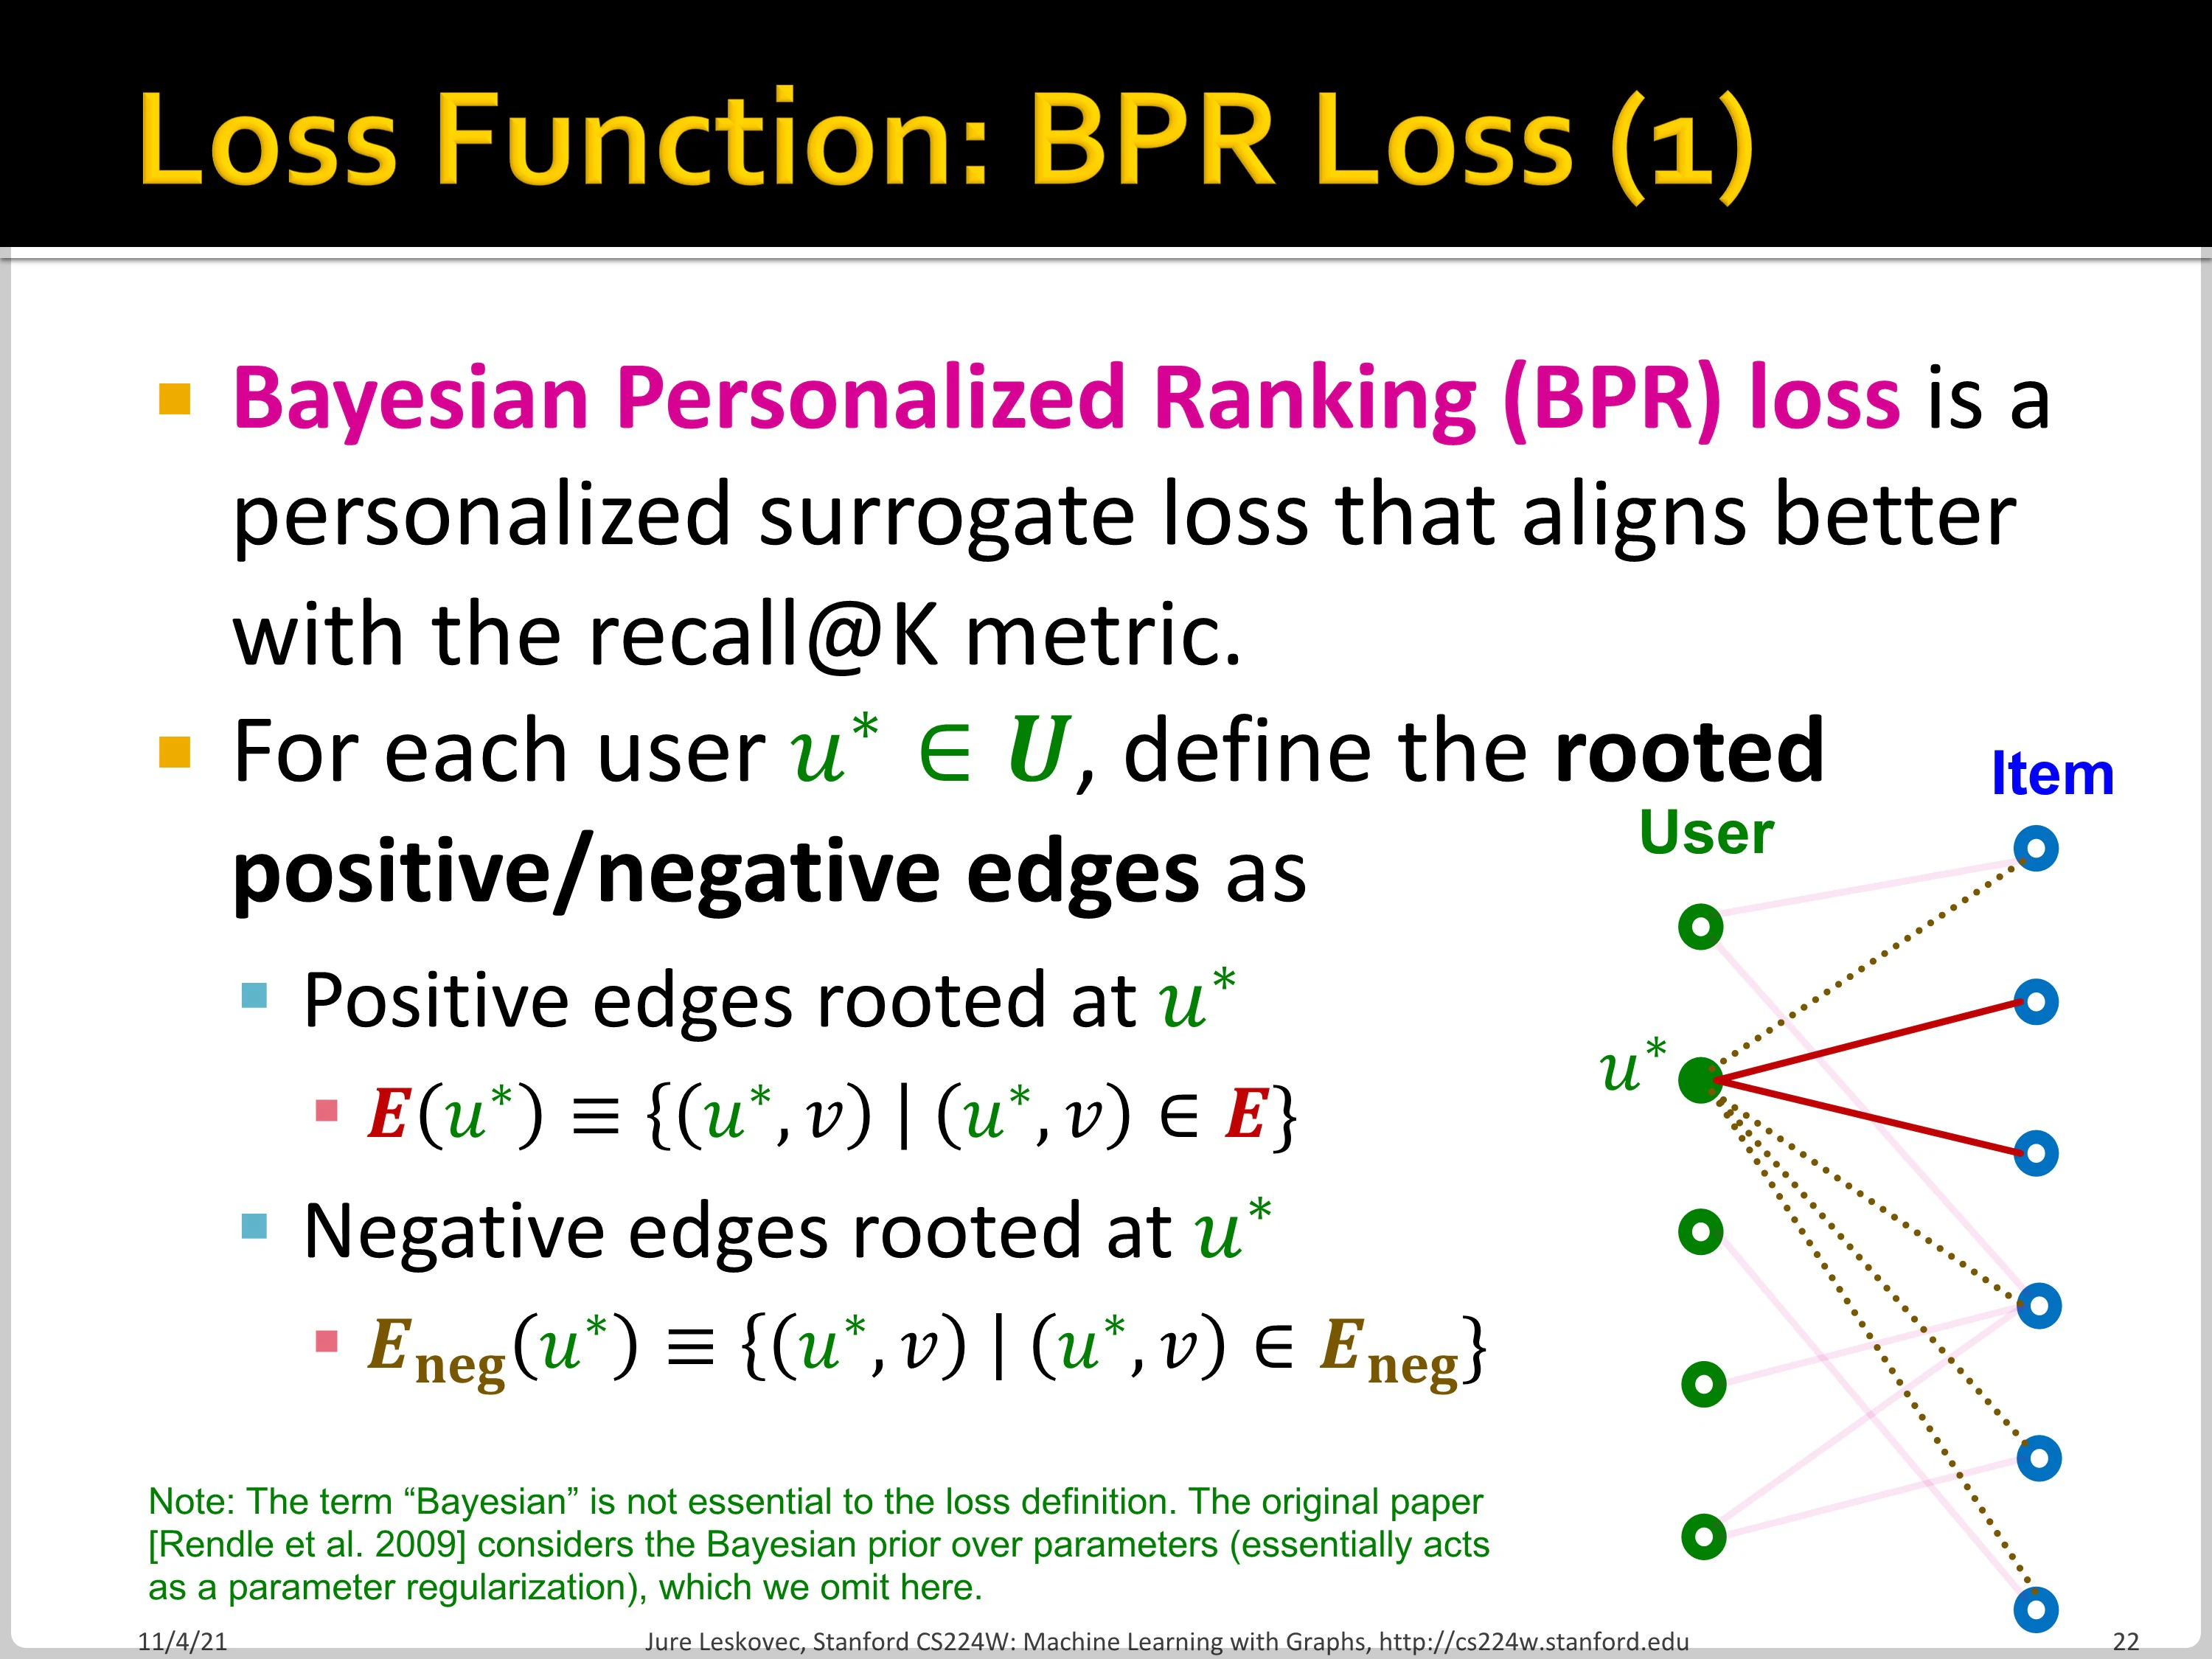 Loss Function: BPR Loss (1)
Bayesian Personalized Ranking (BPR) loss is a
personalized surrogate loss that aligns better
with the recall@K metric.
For each user u* ∈ U, define the rooted
positive/negative edges as
Positive edges rooted at u*
E(u*) ≡ {(u*, v) | (u*, v) ∈ E}
Negative edges rooted at u*
E_neg(u*) ≡ {(u*, v) | (u*, v) ∈ E_neg}
Item
User
u*
Note: The term “Bayesian” is not essential to the loss definition. The original paper
[Rendle et al. 2009] considers the Bayesian prior over parameters (essentially acts
as a parameter regularization), which we omit here.
11/4/21
Jure Leskovec, Stanford CS224W: Machine Learning with Graphs, http://cs224w.stanford.edu
22